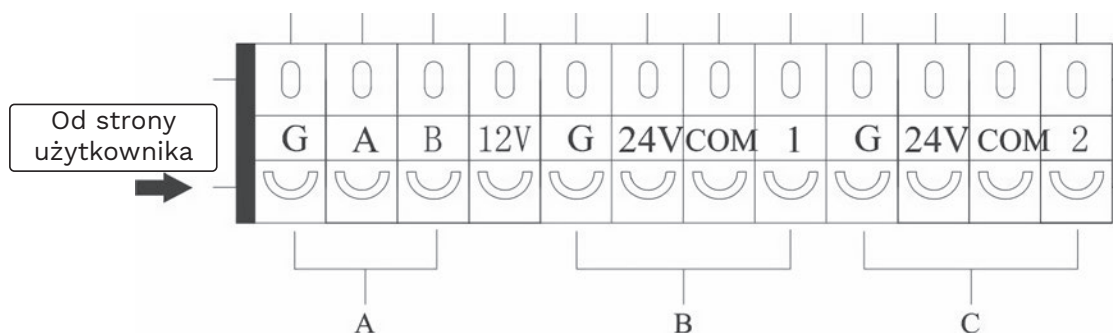 Od strony
użytkownika
G A B 12V G 24V COM 1 G 24V COM 2
A B C